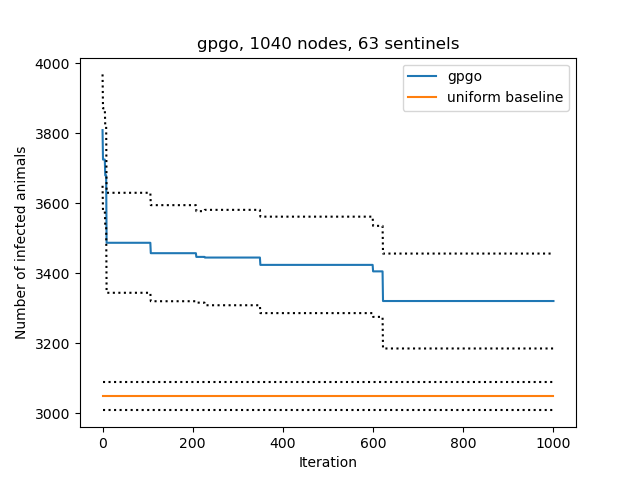 gpgo, 1040 nodes, 63 sentinels
gpgo
uniform baseline
Number of infected animals
4000
3800
3600
3400
3200
3000
0 200 400 600 800 1000
Iteration